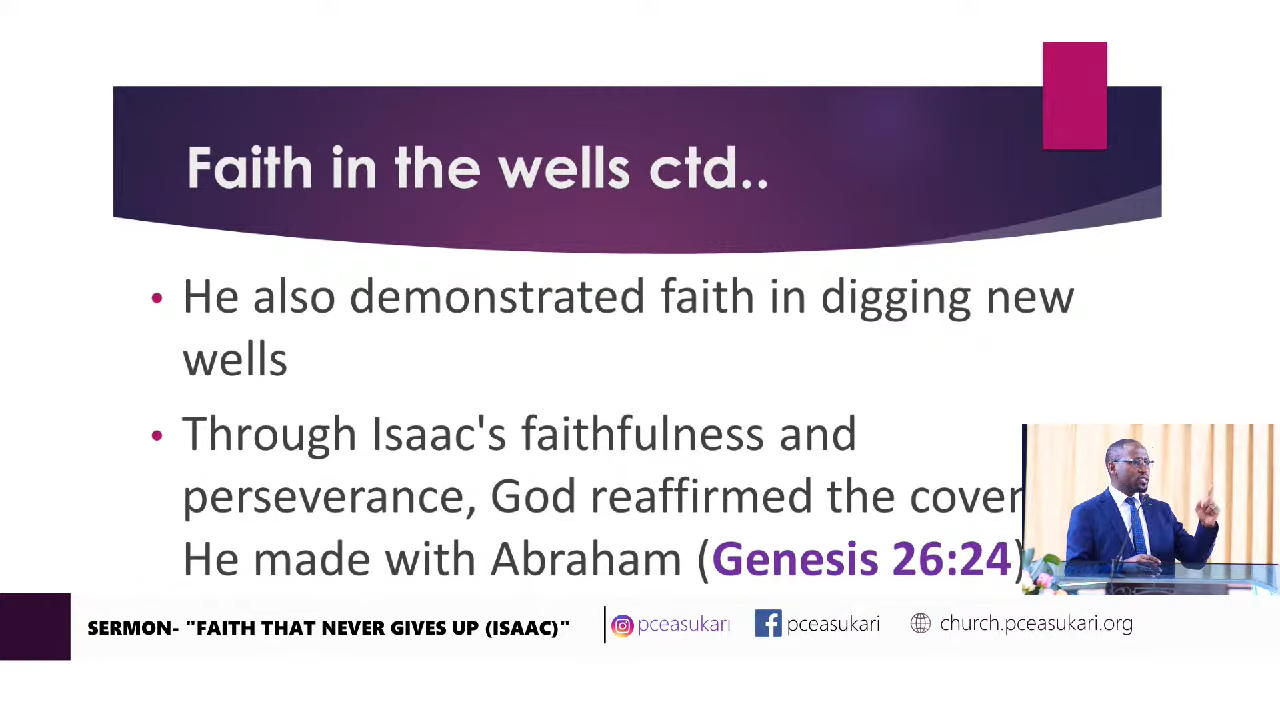 Faith in the wells ctd..
• He also demonstrated faith in digging new
wells
• Through Isaac's faithfulness and
perseverance, God reaffirmed the
He made with Abraham (Genesis 26:24)
SERMON- "FAITH THAT NEVER GIVES UP (ISAAC)"
pceasukari
pceasukari
church.pceasukari.org